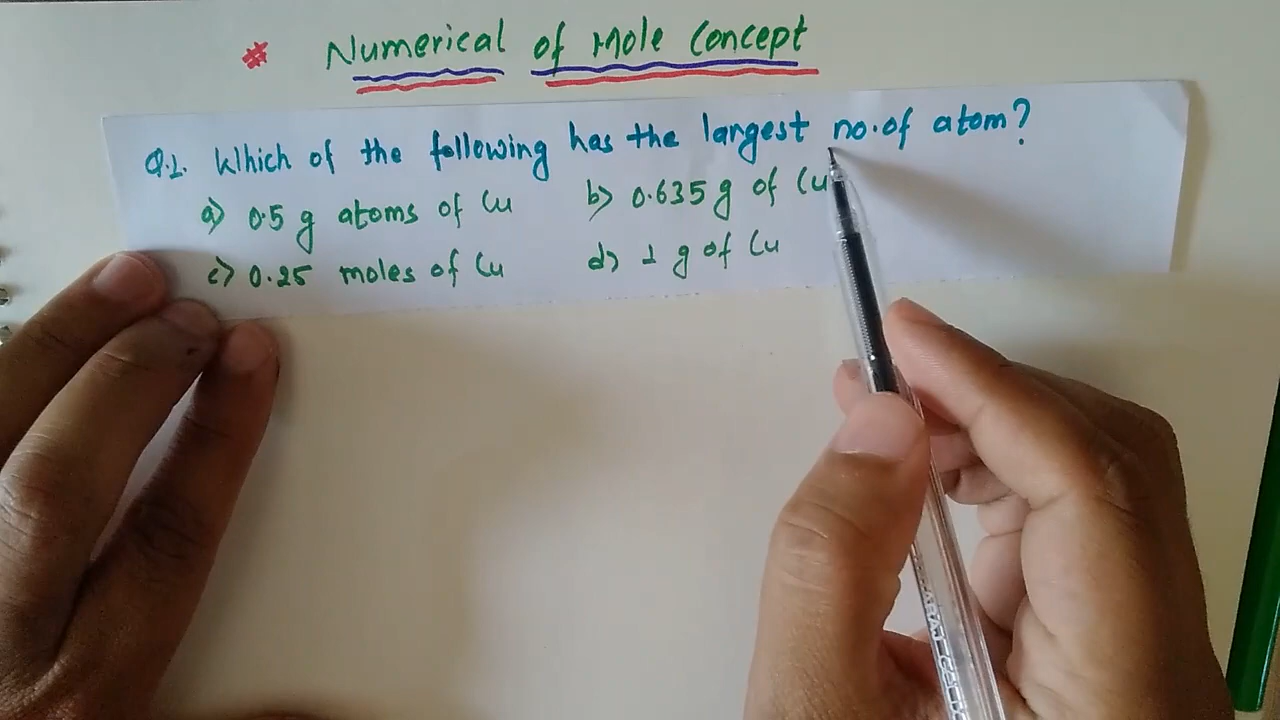 * Numerical of Mole Concept
Q.1. Which of the following has the largest no. of atom?
a) 0.5 g atoms of Cu b) 0.635 g of Cu
c) 0.25 moles of Cu d) 1 g of Cu